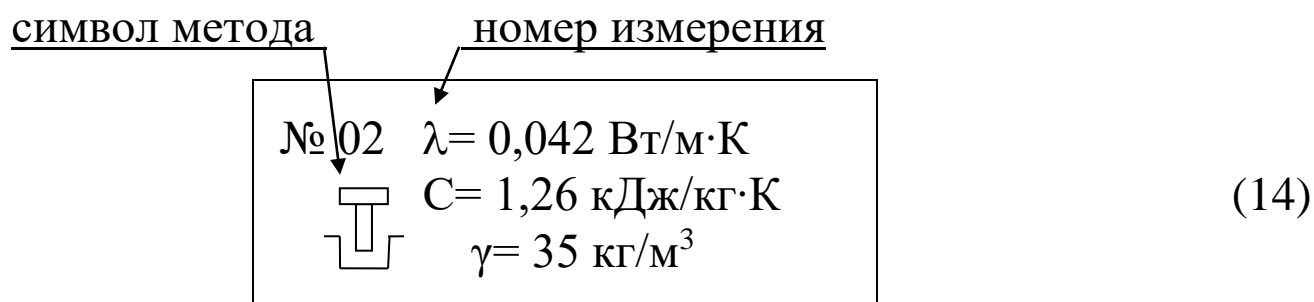 символ метода номер измерения
№ 02 λ= 0,042 Вт/м·К
C= 1,26 кДж/кг·К (14)
γ= 35 кг/м³